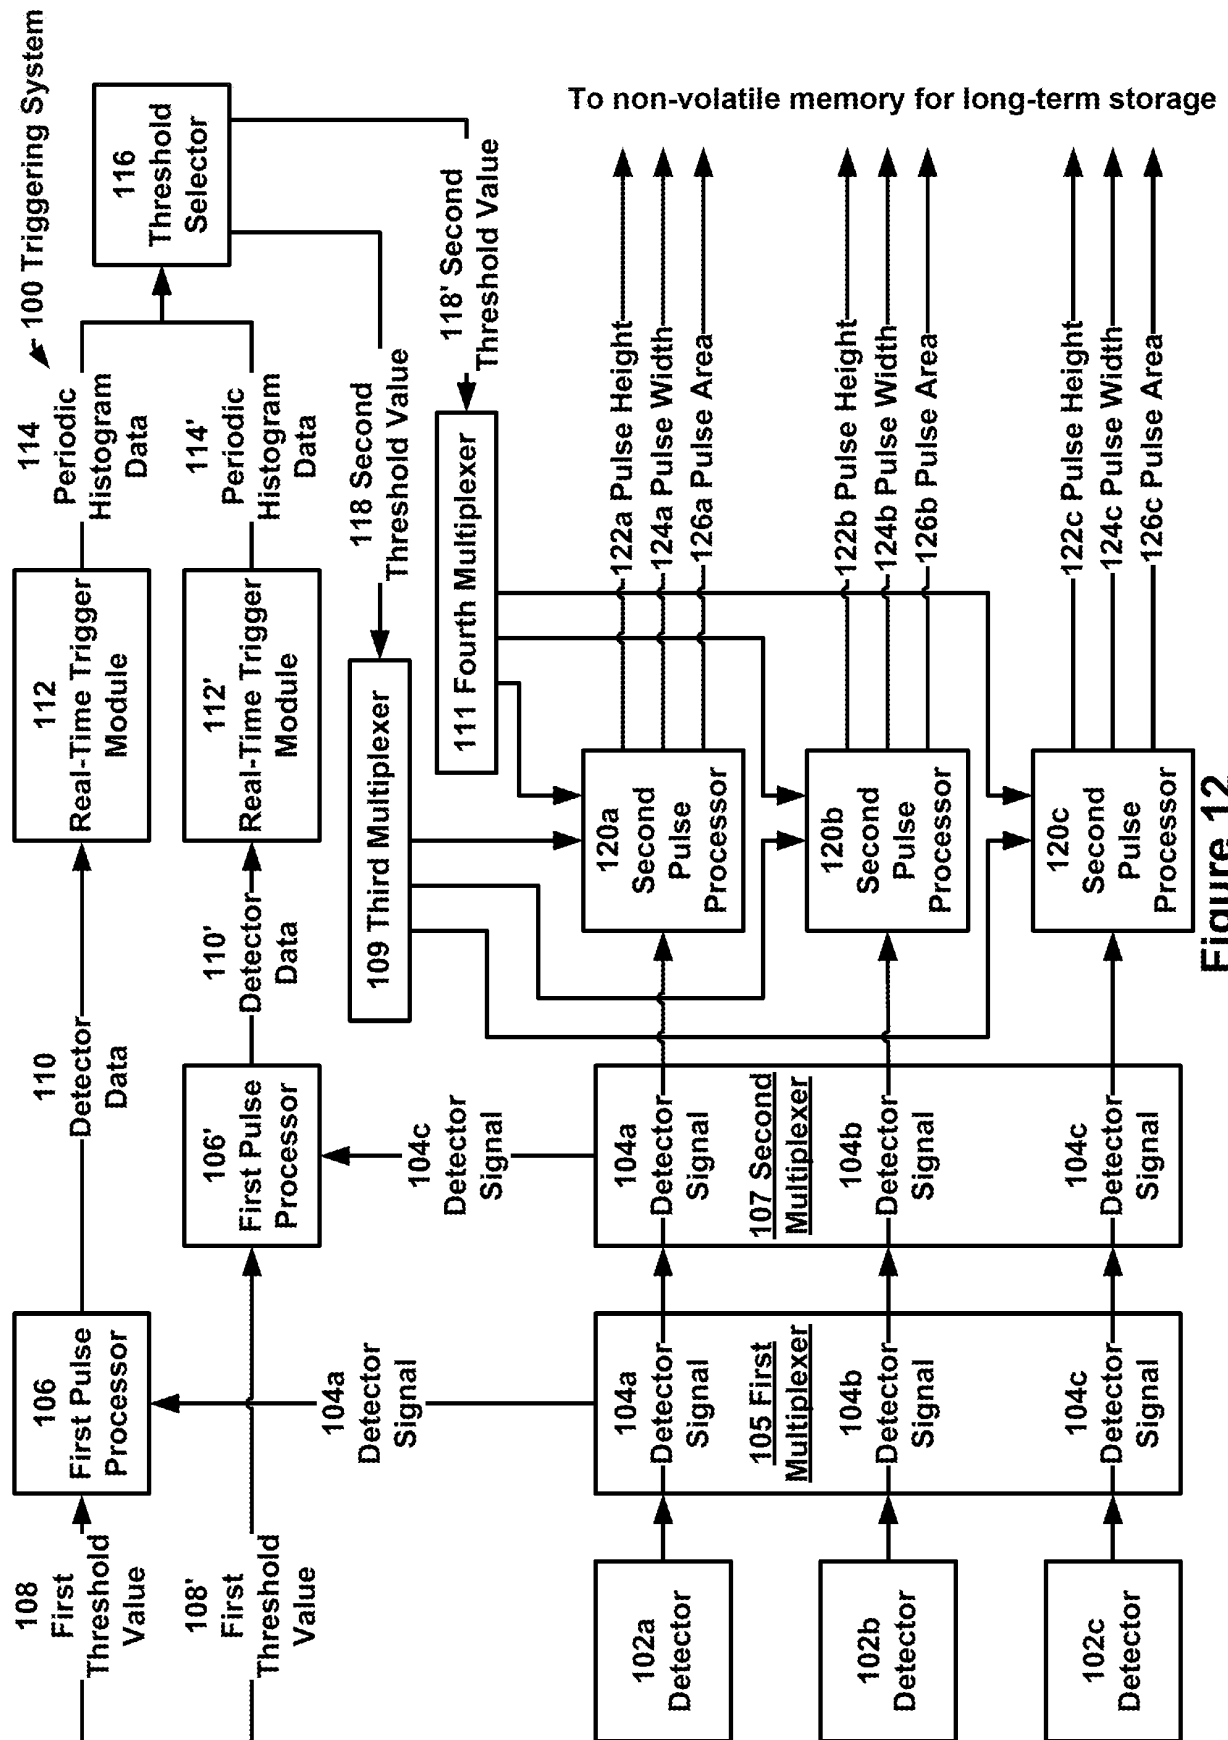 100 Triggering System
108
First
Threshold
Value
106
First Pulse
Processor
110
Detector
Data
112
Real-Time Trigger
Module
114
Periodic
Histogram
Data
108'
First
Threshold
Value
106'
First Pulse
Processor
110'
Detector
Data
112'
Real-Time Trigger
Module
114'
Periodic
Histogram
Data
116
Threshold
Selector
118 Second
Threshold Value
118' Second
Threshold Value
109 Third Multiplexer
111 Fourth Multiplexer
104a
Detector
Signal
104c
Detector
Signal
102a
Detector
104a
Detector
Signal
104a
Detector
Signal
120a
Second
Pulse
Processor
122a Pulse Height
124a Pulse Width
126a Pulse Area
105 First
Multiplexer
107 Second
Multiplexer
102b
Detector
104b
Detector
Signal
104b
Detector
Signal
120b
Second
Pulse
Processor
122b Pulse Height
124b Pulse Width
126b Pulse Area
102c
Detector
104c
Detector
Signal
104c
Detector
Signal
120c
Second
Pulse
Processor
122c Pulse Height
124c Pulse Width
126c Pulse Area
To non-volatile memory for long-term storage
Figure 12